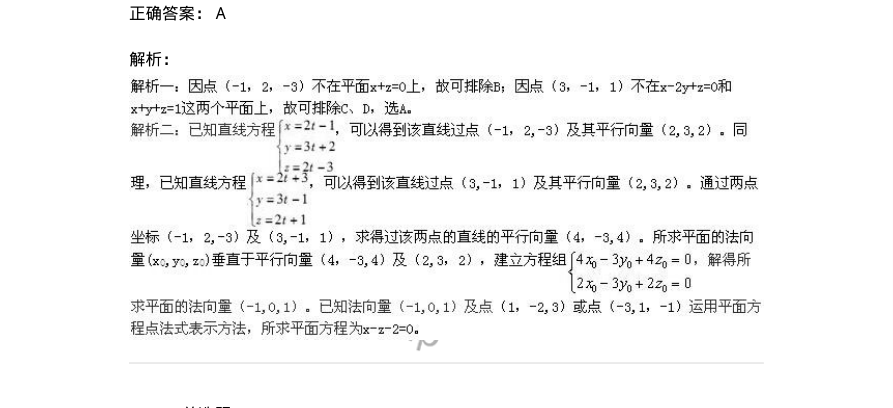 正确答案： A
解析：
解析一：因点（-1，2，-3）不在平面x+z=0上，故可排除B；因点（3，-1，1）不在x-2y+z=0和
x+y+z=1这两个平面上，故可排除C、D，选A。
解析二：已知直线方程{x=2t-1，可以得到该直线过点（-1，2,-3）及其平行向量（2,3,2）。同
y=3t+2
z=2t-3
理，已知直线方程{x=2t+3，可以得到该直线过点（3,-1，1）及其平行向量（2,3,2）。通过两点
y=3t-1
z=2t+1
坐标（-1，2,-3）及（3,-1，1），求得过该两点的直线的平行向量（4，-3,4）。所求平面的法向
量(x₀,y₀,z₀)垂直于平行向量（4，-3,4）及（2,3，2），建立方程组{4x₀-3y₀+4z₀=0，解得所
2x₀-3y₀+2z₀=0
求平面的法向量（-1,0,1）。已知法向量（-1,0,1）及点（1，-2,3）或点（-3,1，-1）运用平面方
程点法式表示方法，所求平面方程为x-z-2=0。